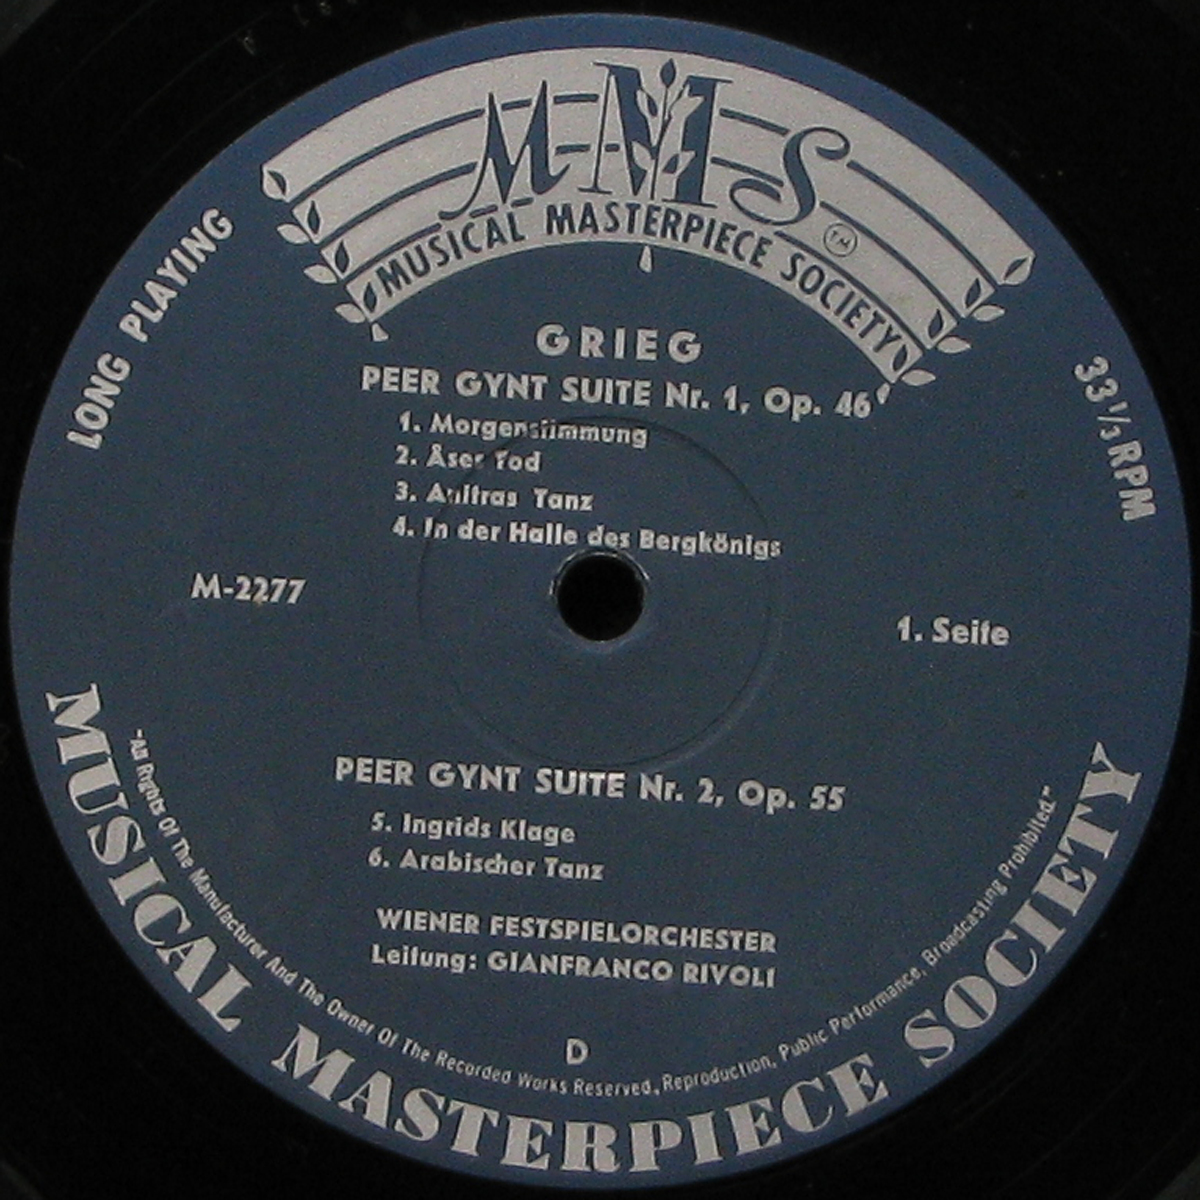 MMS
TM
MUSICAL MASTERPIECE SOCIETY
LONG PLAYING
33 1/3 RPM
GRIEG
PEER GYNT SUITE Nr. 1, Op. 46
1. Morgenstimmung
2. Åses Tod
3. Anitras Tanz
4. In der Halle des Bergkönigs
M-2277
1. Seite
PEER GYNT SUITE Nr. 2, Op. 55
5. Ingrids Klage
6. Arabischer Tanz
WIENER FESTSPIELORCHESTER
Leitung: GIANFRANCO RIVOLI
D
"All Rights Of The Manufacturer And The Owner Of The Recorded Works Reserved. Reproduction, Public Performance, Broadcasting Prohibited."
MUSICAL MASTERPIECE SOCIETY